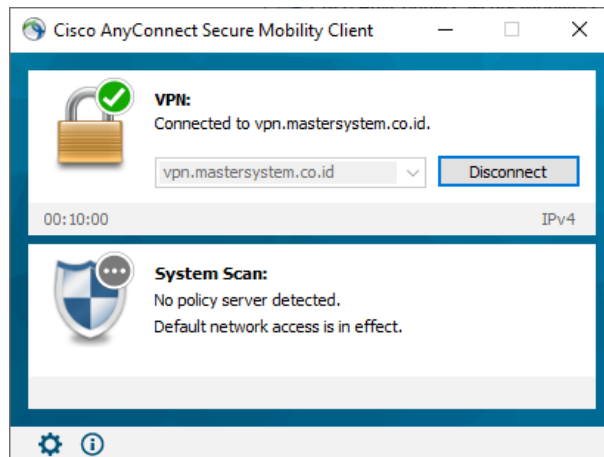 Cisco AnyConnect Secure Mobility Client
VPN:
Connected to vpn.mastersystem.co.id.
vpn.mastersystem.co.id
Disconnect
00:10:00
IPv4
System Scan:
No policy server detected.
Default network access is in effect.